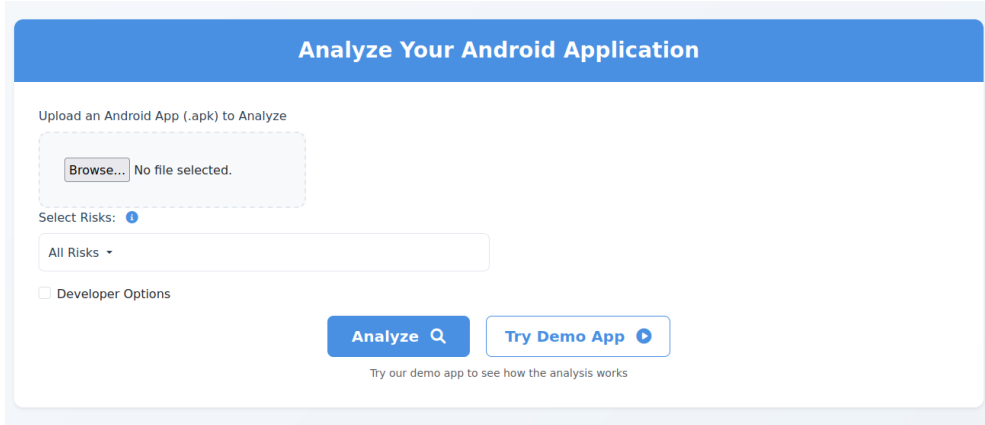 Analyze Your Android Application
Upload an Android App (.apk) to Analyze
Browse... No file selected.
Select Risks:
All Risks
Developer Options
Analyze
Try Demo App
Try our demo app to see how the analysis works